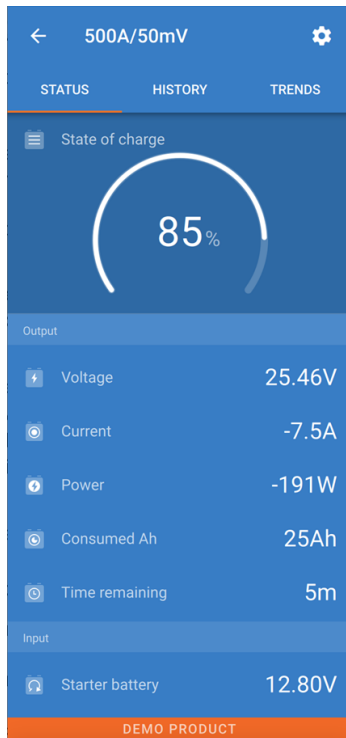 500A/50mV
STATUS HISTORY TRENDS
State of charge
85%
Output
Voltage 25.46V
Current -7.5A
Power -191W
Consumed Ah 25Ah
Time remaining 5m
Input
Starter battery 12.80V
DEMO PRODUCT